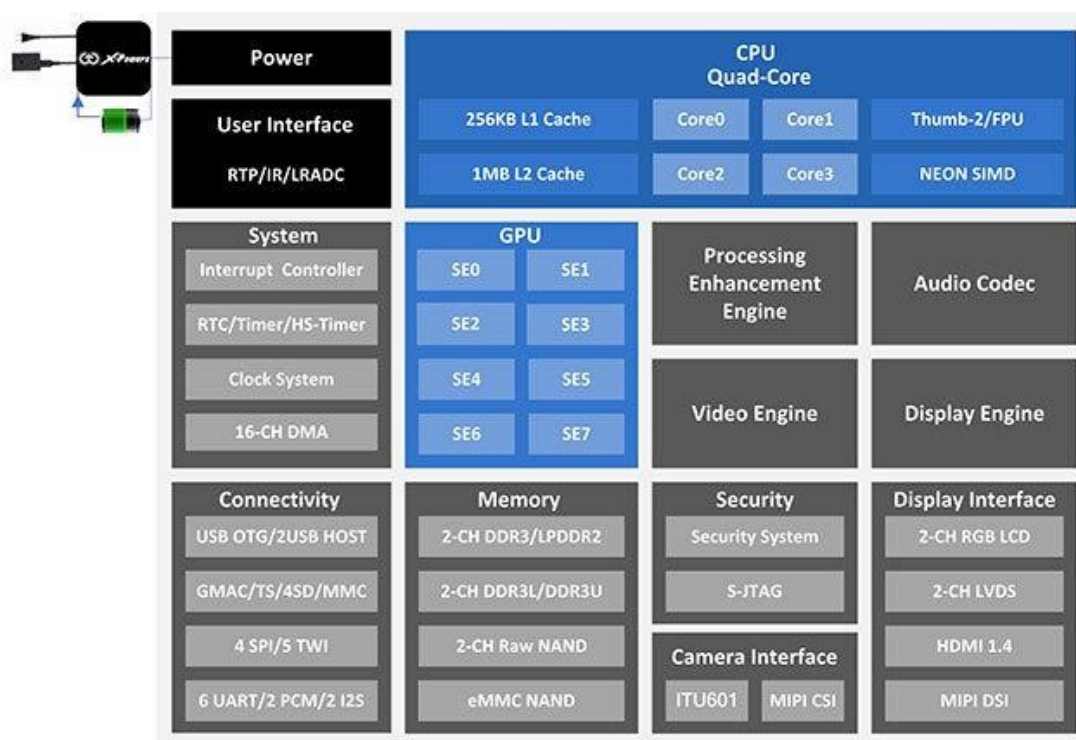 XPowers
Power
User Interface
RTP/IR/LRADC
CPU
Quad-Core
256KB L1 Cache
Core0
Core1
Thumb-2/FPU
1MB L2 Cache
Core2
Core3
NEON SIMD
System
Interrupt Controller
RTC/Timer/HS-Timer
Clock System
16-CH DMA
GPU
SE0
SE1
SE2
SE3
SE4
SE5
SE6
SE7
Processing
Enhancement
Engine
Audio Codec
Video Engine
Display Engine
Connectivity
USB OTG/2USB HOST
GMAC/TS/4SD/MMC
4 SPI/5 TWI
6 UART/2 PCM/2 I2S
Memory
2-CH DDR3/LPDDR2
2-CH DDR3L/DDR3U
2-CH Raw NAND
eMMC NAND
Security
Security System
S-JTAG
Camera Interface
ITU601
MIPI CSI
Display Interface
2-CH RGB LCD
2-CH LVDS
HDMI 1.4
MIPI DSI